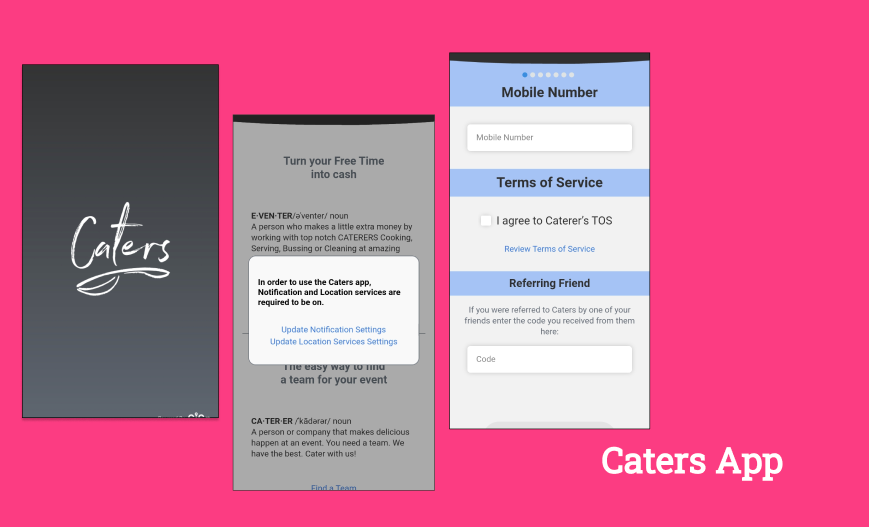 Caters
Turn your Free Time
into cash
E·VEN·TER/ə'venter/ noun
A person who makes a little extra money by
working with top notch CATERERS Cooking,
Serving, Bussing or Cleaning at amazing
In order to use the Caters app,
Notification and Location services are
required to be on.
Update Notification Settings
Update Location Services Settings
The easy way to find
a team for your event
CA·TER·ER /'kādərər/ noun
A person or company that makes delicious
happen at an event. You need a team. We
have the best. Cater with us!
Find a Team
Mobile Number
Mobile Number
Terms of Service
I agree to Caterer's TOS
Review Terms of Service
Referring Friend
If you were referred to Caters by one of your
friends enter the code you received from them
here:
Code
Caters App